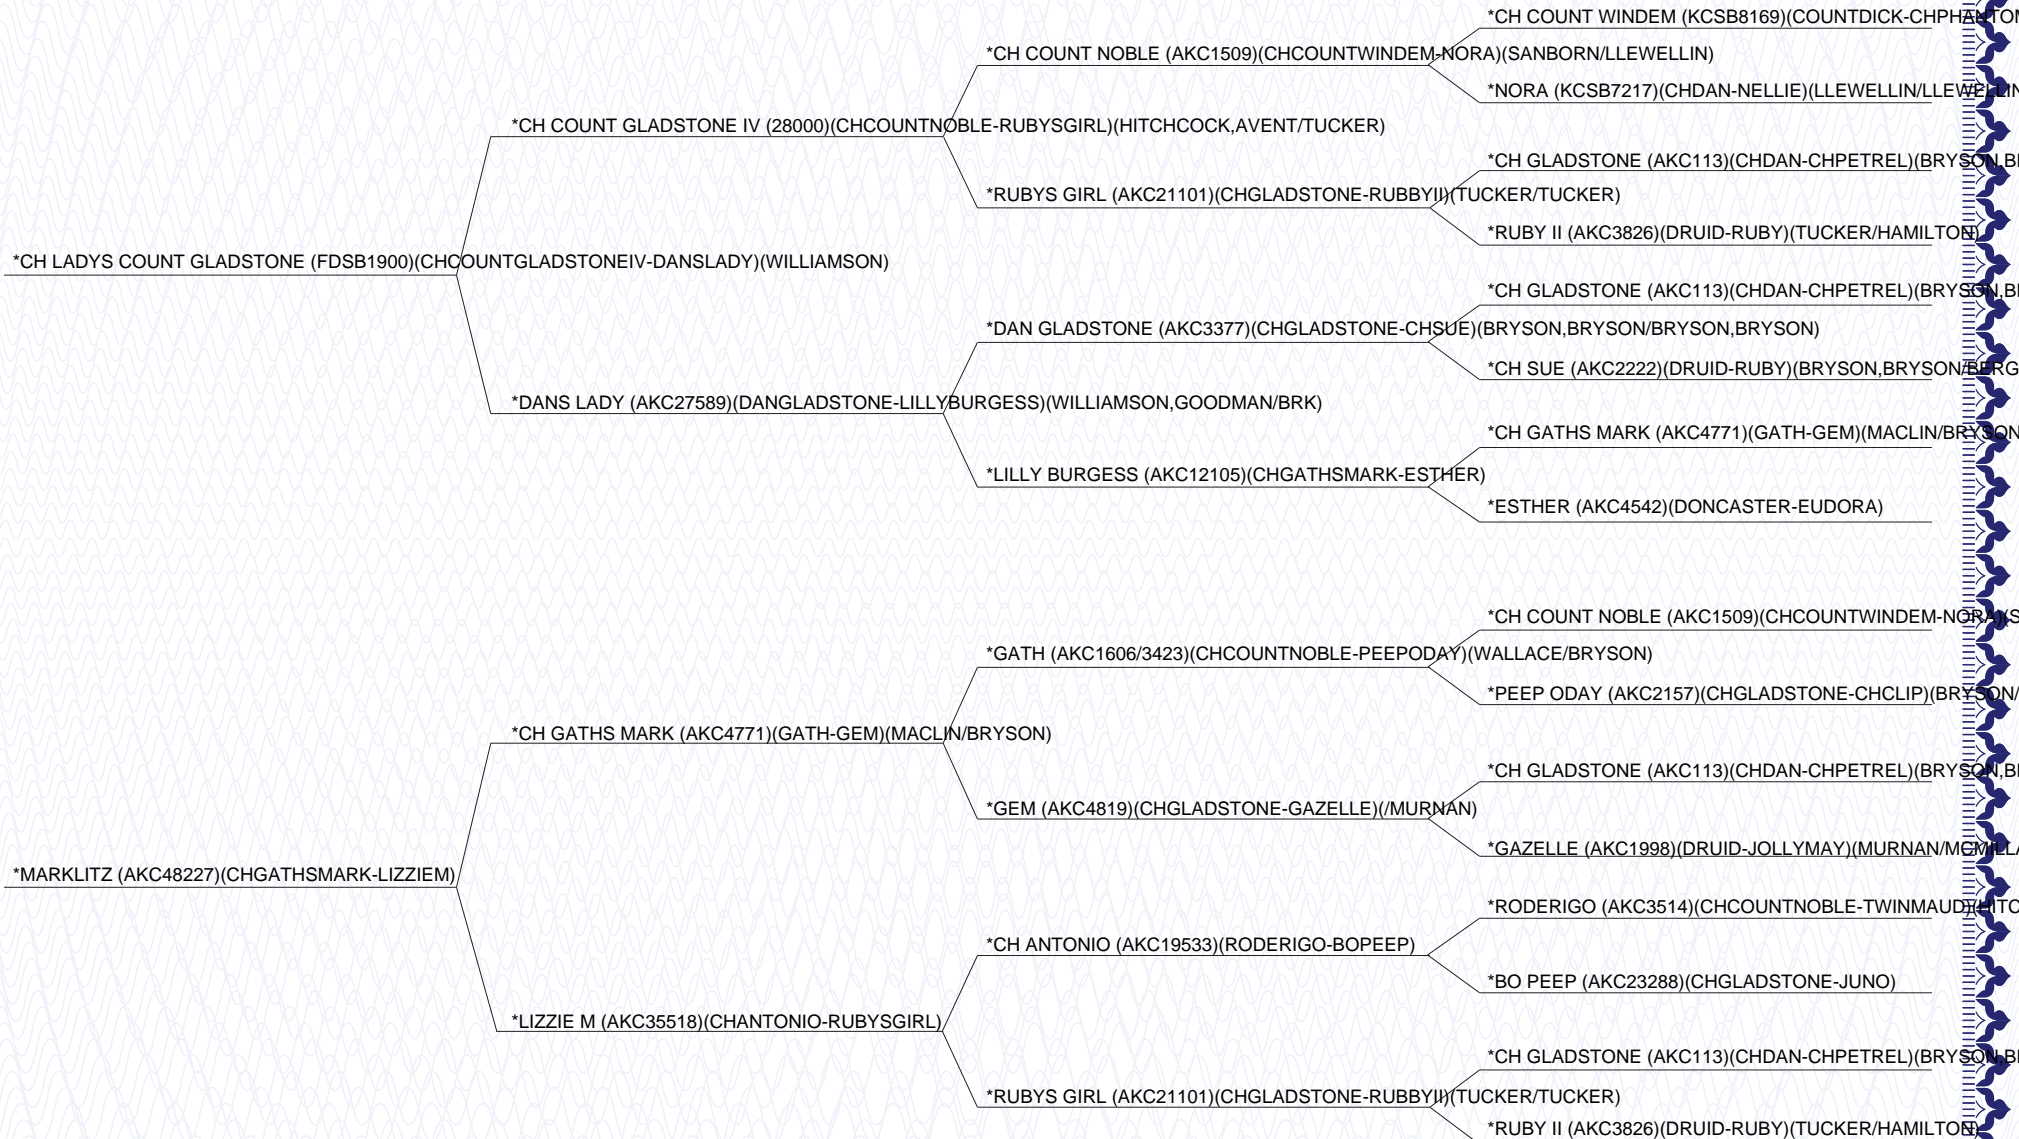 *CH COUNT WINDEM (KCSB8169)(COUNTDICK-CHPHANTOM
*CH COUNT NOBLE (AKC1509)(CHCOUNTWINDEM-NORA)(SANBORN/LLEWELLIN)
*NORA (KCSB7217)(CHDAN-NELLIE)(LLEWELLIN/LLEWELLIN
*CH COUNT GLADSTONE IV (28000)(CHCOUNTNOBLE-RUBYSGIRL)(HITCHCOCK,AVENT/TUCKER)
*CH GLADSTONE (AKC113)(CHDAN-CHPETREL)(BRYSON,BR
*RUBYS GIRL (AKC21101)(CHGLADSTONE-RUBBYII)(TUCKER/TUCKER)
*RUBY II (AKC3826)(DRUID-RUBY)(TUCKER/HAMILTON)
*CH LADYS COUNT GLADSTONE (FDSB1900)(CHCOUNTGLADSTONEIV-DANSLADY)(WILLIAMSON)
*CH GLADSTONE (AKC113)(CHDAN-CHPETREL)(BRYSON,BR
*DAN GLADSTONE (AKC3377)(CHGLADSTONE-CHSUE)(BRYSON,BRYSON/BRYSON,BRYSON)
*CH SUE (AKC2222)(DRUID-RUBY)(BRYSON,BRYSON/BERG
*DANS LADY (AKC27589)(DANGLADSTONE-LILLYBURGESS)(WILLIAMSON,GOODMAN/BRK)
*CH GATHS MARK (AKC4771)(GATH-GEM)(MACLIN/BRYSON
*LILLY BURGESS (AKC12105)(CHGATHSMARK-ESTHER)
*ESTHER (AKC4542)(DONCASTER-EUDORA)
*CH COUNT NOBLE (AKC1509)(CHCOUNTWINDEM-NORA)(S
*GATH (AKC1606/3423)(CHCOUNTNOBLE-PEEPODAY)(WALLACE/BRYSON)
*PEEP ODAY (AKC2157)(CHGLADSTONE-CHCLIP)(BRYSON/
*CH GATHS MARK (AKC4771)(GATH-GEM)(MACLIN/BRYSON)
*CH GLADSTONE (AKC113)(CHDAN-CHPETREL)(BRYSON,BR
*GEM (AKC4819)(CHGLADSTONE-GAZELLE)(/MURNAN)
*GAZELLE (AKC1998)(DRUID-JOLLYMAY)(MURNAN/MCMILLA
*MARKLITZ (AKC48227)(CHGATHSMARK-LIZZIEM)
*RODERIGO (AKC3514)(CHCOUNTNOBLE-TWINMAUD)(HITC
*CH ANTONIO (AKC19533)(RODERIGO-BOPEEP)
*BO PEEP (AKC23288)(CHGLADSTONE-JUNO)
*LIZZIE M (AKC35518)(CHANTONIO-RUBYSGIRL)
*CH GLADSTONE (AKC113)(CHDAN-CHPETREL)(BRYSON,BR
*RUBYS GIRL (AKC21101)(CHGLADSTONE-RUBBYII)(TUCKER/TUCKER)
*RUBY II (AKC3826)(DRUID-RUBY)(TUCKER/HAMILTON)